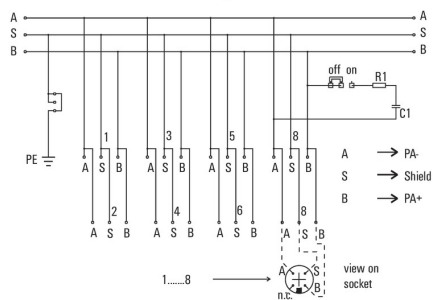 A A
S S
B B
off on R1
C1
1 3 5 8
PE A S B A S B A S B A S B
A → PA-
S → Shield
B → PA+
2 4 6 8
A S B A S B A S B A S B
A S
B
n.c.
1......8
view on
socket